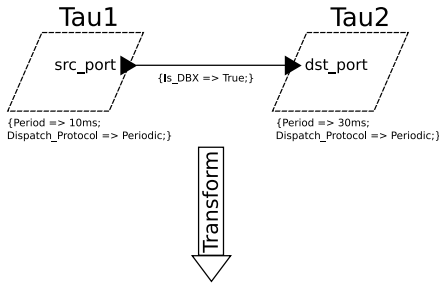 Tau1
Tau2
src_port
dst_port
{Is_DBX => True;}
{Period => 10ms;
Dispatch_Protocol => Periodic;}
{Period => 30ms;
Dispatch_Protocol => Periodic;}
Transform